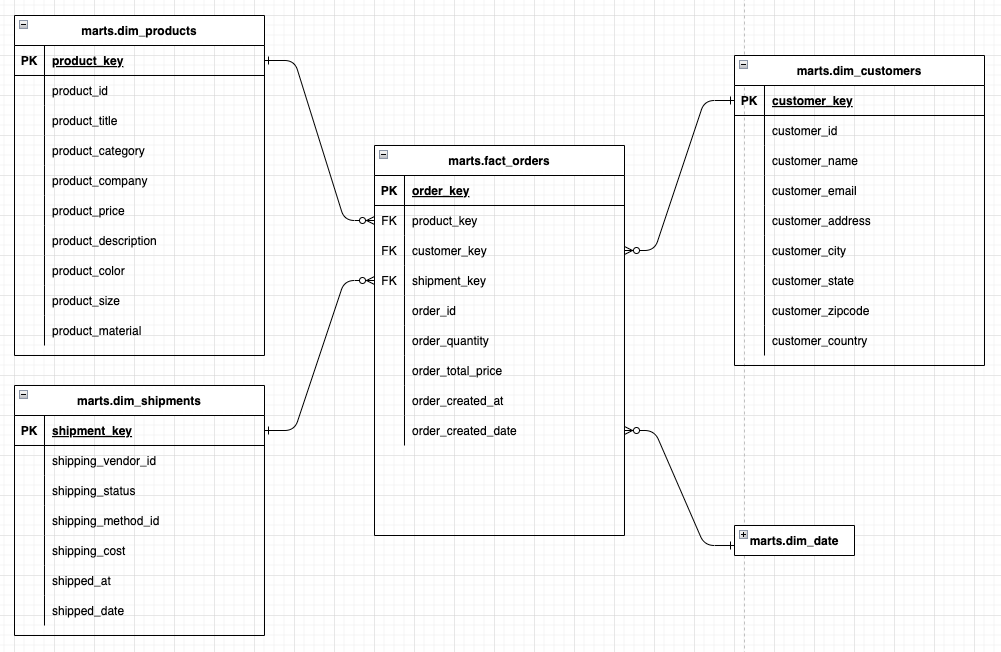 marts.dim_products
PK product_key
product_id
product_title
product_category
product_company
product_price
product_description
product_color
product_size
product_material
marts.dim_shipments
PK shipment_key
shipping_vendor_id
shipping_status
shipping_method_id
shipping_cost
shipped_at
shipped_date
marts.fact_orders
PK order_key
FK product_key
FK customer_key
FK shipment_key
order_id
order_quantity
order_total_price
order_created_at
order_created_date
marts.dim_customers
PK customer_key
customer_id
customer_name
customer_email
customer_address
customer_city
customer_state
customer_zipcode
customer_country
marts.dim_date